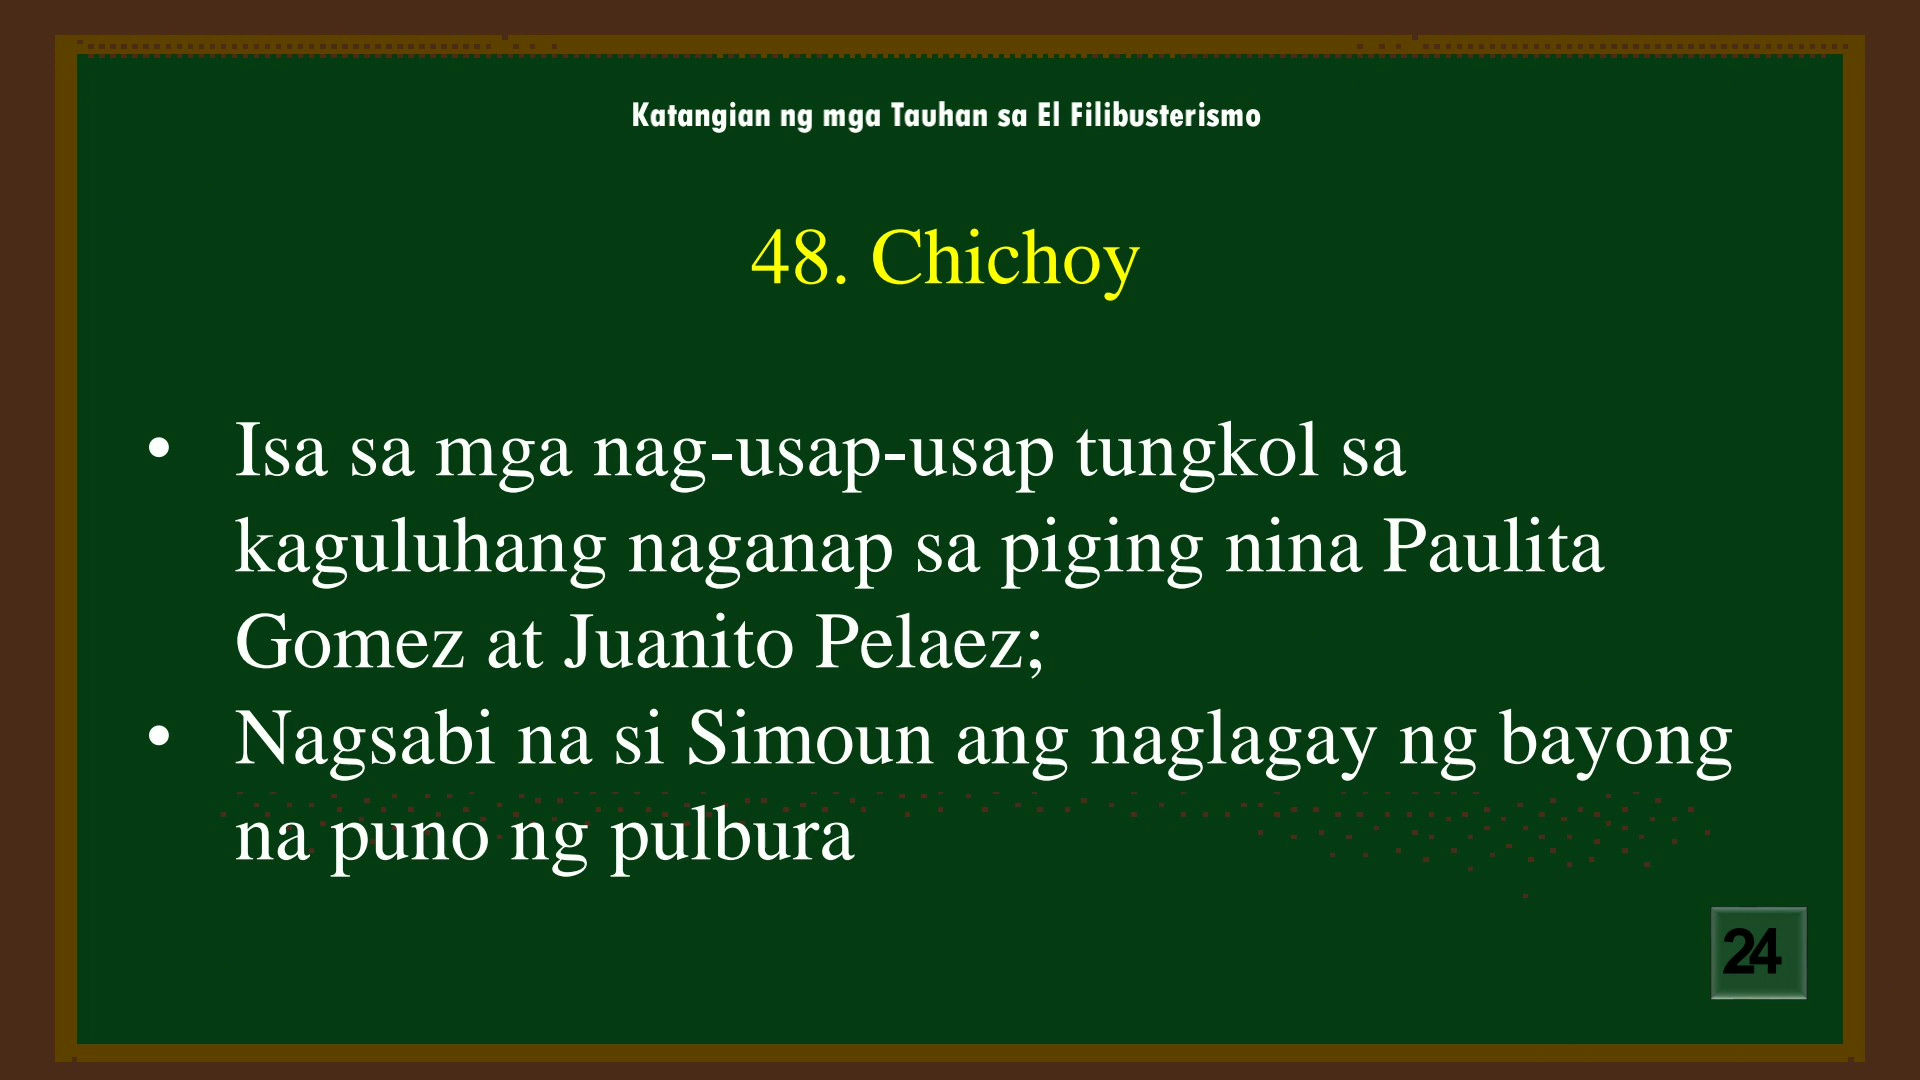 Katangian ng mga Tauhan sa El Filibusterismo
48. Chichoy
• Isa sa mga nag-usap-usap tungkol sa
kaguluhang naganap sa piging nina Paulita
Gomez at Juanito Pelaez;
• Nagsabi na si Simoun ang naglagay ng bayong
na puno ng pulbura
24